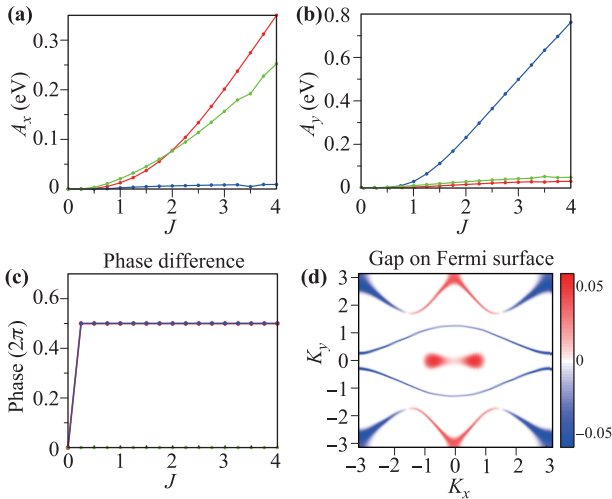 (a)
A_x (eV)
0.3
0.2
0.1
0
0 1 2 3 4
J
(b)
A_y (eV)
0.8
0.6
0.4
0.2
0
0 1 2 3 4
J
(c)
Phase difference
Phase (2π)
0.6
0.4
0.2
0
0 1 2 3 4
J
(d)
Gap on Fermi surface
K_y
3
2
1
0
−1
−2
−3
−3 −2 −1 0 1 2 3
K_x
0.05
0
−0.05